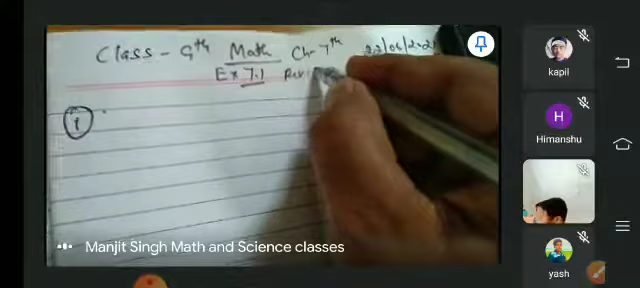 Class - 9th Math Ch-7th
Ex 7.1
1
Manjit Singh Math and Science classes
kapil
H
Himanshu
yash